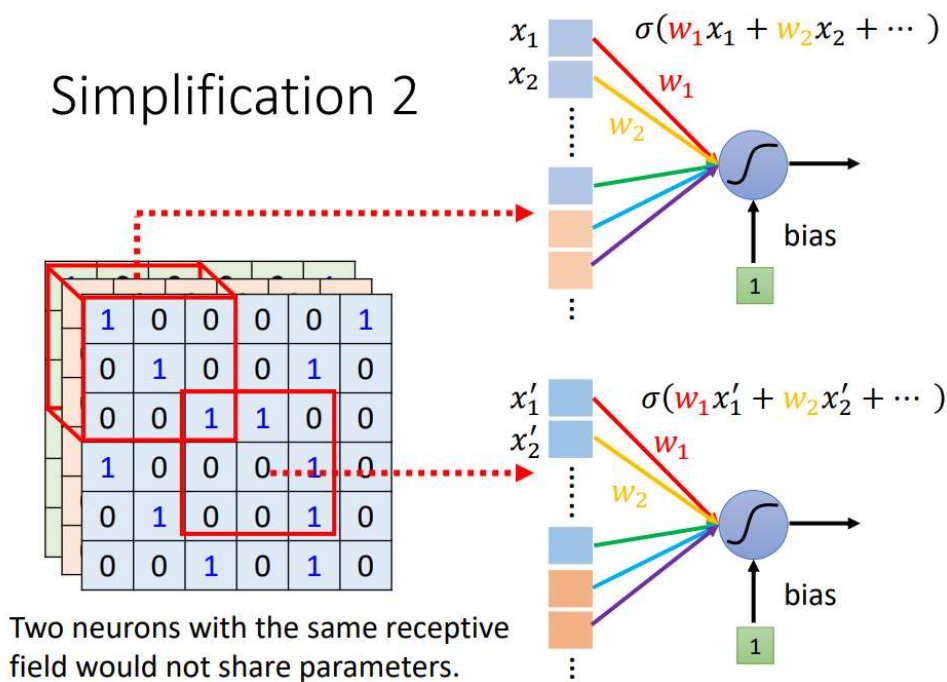 Simplification 2
x₁
x₂
σ(w₁x₁ + w₂x₂ + ⋯ )
w₁
w₂
bias
1
1 0 0 0 0 1
0 1 0 0 1 0
0 0 1 1 0 0
1 0 0 0 1 0
0 1 0 0 1 0
0 0 1 0 1 0
x′₁
x′₂
σ(w₁x′₁ + w₂x′₂ + ⋯ )
w₁
w₂
bias
1
Two neurons with the same receptive
field would not share parameters.